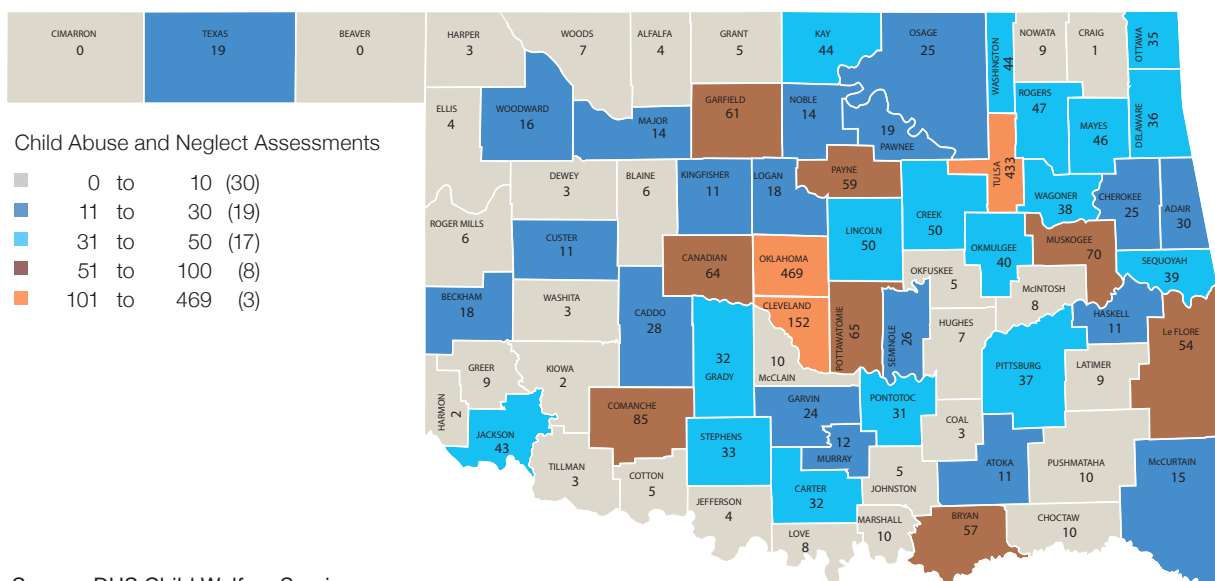 CIMARRON
0
TEXAS
19
BEAVER
0
HARPER
3
WOODS
7
ALFALFA
4
GRANT
5
KAY
44
OSAGE
25
WASHINGTON
44
NOWATA
9
CRAIG
1
OTTAWA
35
ELLIS
4
WOODWARD
16
MAJOR
14
GARFIELD
61
NOBLE
14
19
PAWNEE
ROGERS
47
MAYES
46
DELAWARE
36
Child Abuse and Neglect Assessments
0 to 10 (30)
11 to 30 (19)
31 to 50 (17)
51 to 100 (8)
101 to 469 (3)
DEWEY
3
BLAINE
6
KINGFISHER
11
LOGAN
18
PAYNE
59
TULSA
433
CREEK
50
WAGONER
38
CHEROKEE
25
ADAIR
30
ROGER MILLS
6
CUSTER
11
CANADIAN
64
OKLAHOMA
469
LINCOLN
50
OKMULGEE
40
MUSKOGEE
70
SEQUOYAH
39
OKFUSKEE
5
McINTOSH
8
BECKHAM
18
WASHITA
3
CADDO
28
CLEVELAND
152
POTTAWATOMIE
65
SEMINOLE
26
HUGHES
7
HASKELL
11
Le FLORE
54
GREER
9
KIOWA
2
32
GRADY
10
McCLAIN
PITTSBURG
37
LATIMER
9
HARMON
2
JACKSON
43
COMANCHE
85
GARVIN
24
PONTOTOC
31
COAL
3
STEPHENS
33
12
MURRAY
TILLMAN
3
COTTON
5
5
JOHNSTON
ATOKA
11
PUSHMATAHA
10
McCURTAIN
15
JEFFERSON
4
CARTER
32
LOVE
8
MARSHALL
10
BRYAN
57
CHOCTAW
10